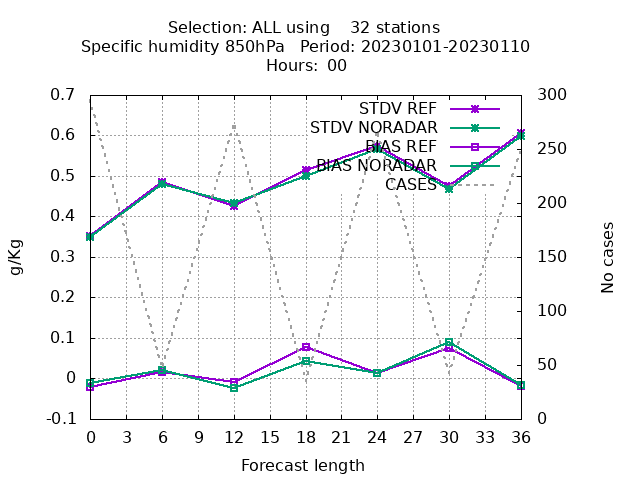 Selection: ALL using    32 stations
Specific humidity 850hPa   Period: 20230101-20230110
Hours: 00
STDV REF
STDV NORADAR
BIAS REF
BIAS NORADAR
CASES
g/Kg
0.7
0.6
0.5
0.4
0.3
0.2
0.1
0
-0.1
300
250
200
150
100
50
0
No cases
0 3 6 9 12 15 18 21 24 27 30 33 36
Forecast length